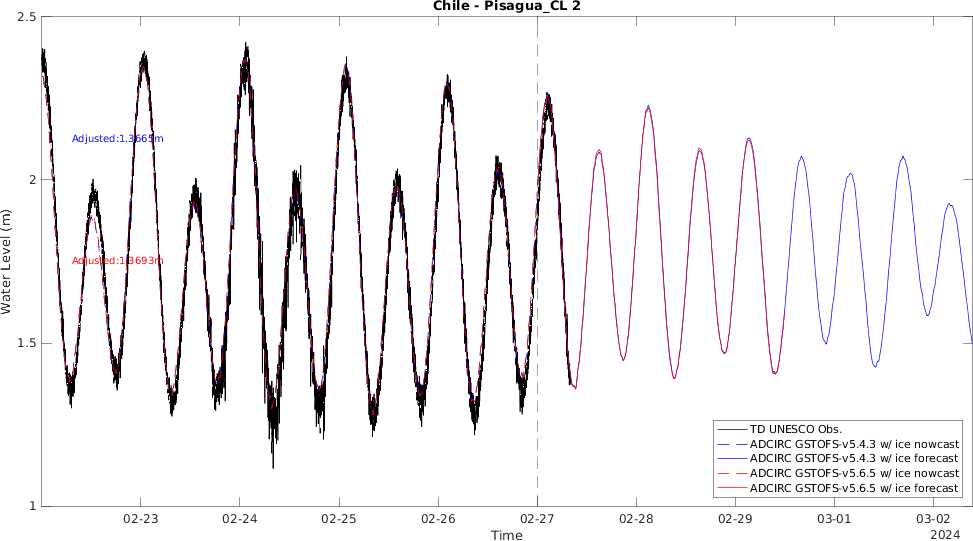 Chile - Pisagua_CL 2
2.5
2
1.5
1
Water Level (m)
Adjusted:1.3665m
Adjusted:1.3693m
TD UNESCO Obs.
ADCIRC GSTOFS-v5.4.3 w/ ice nowcast
ADCIRC GSTOFS-v5.4.3 w/ ice forecast
ADCIRC GSTOFS-v5.6.5 w/ ice nowcast
ADCIRC GSTOFS-v5.6.5 w/ ice forecast
02-23 02-24 02-25 02-26 02-27 02-28 02-29 03-01 03-02
Time
2024